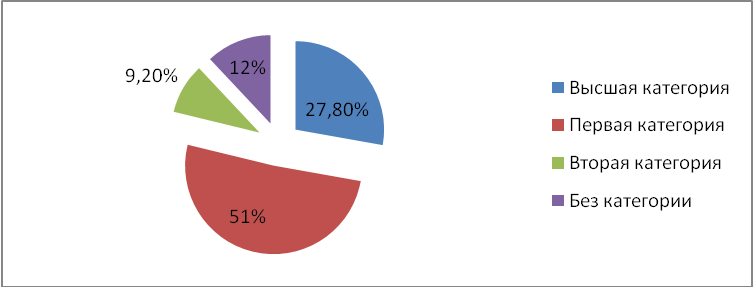 12%
9,20%
27,80%
51%
Высшая категория
Первая категория
Вторая категория
Без категории